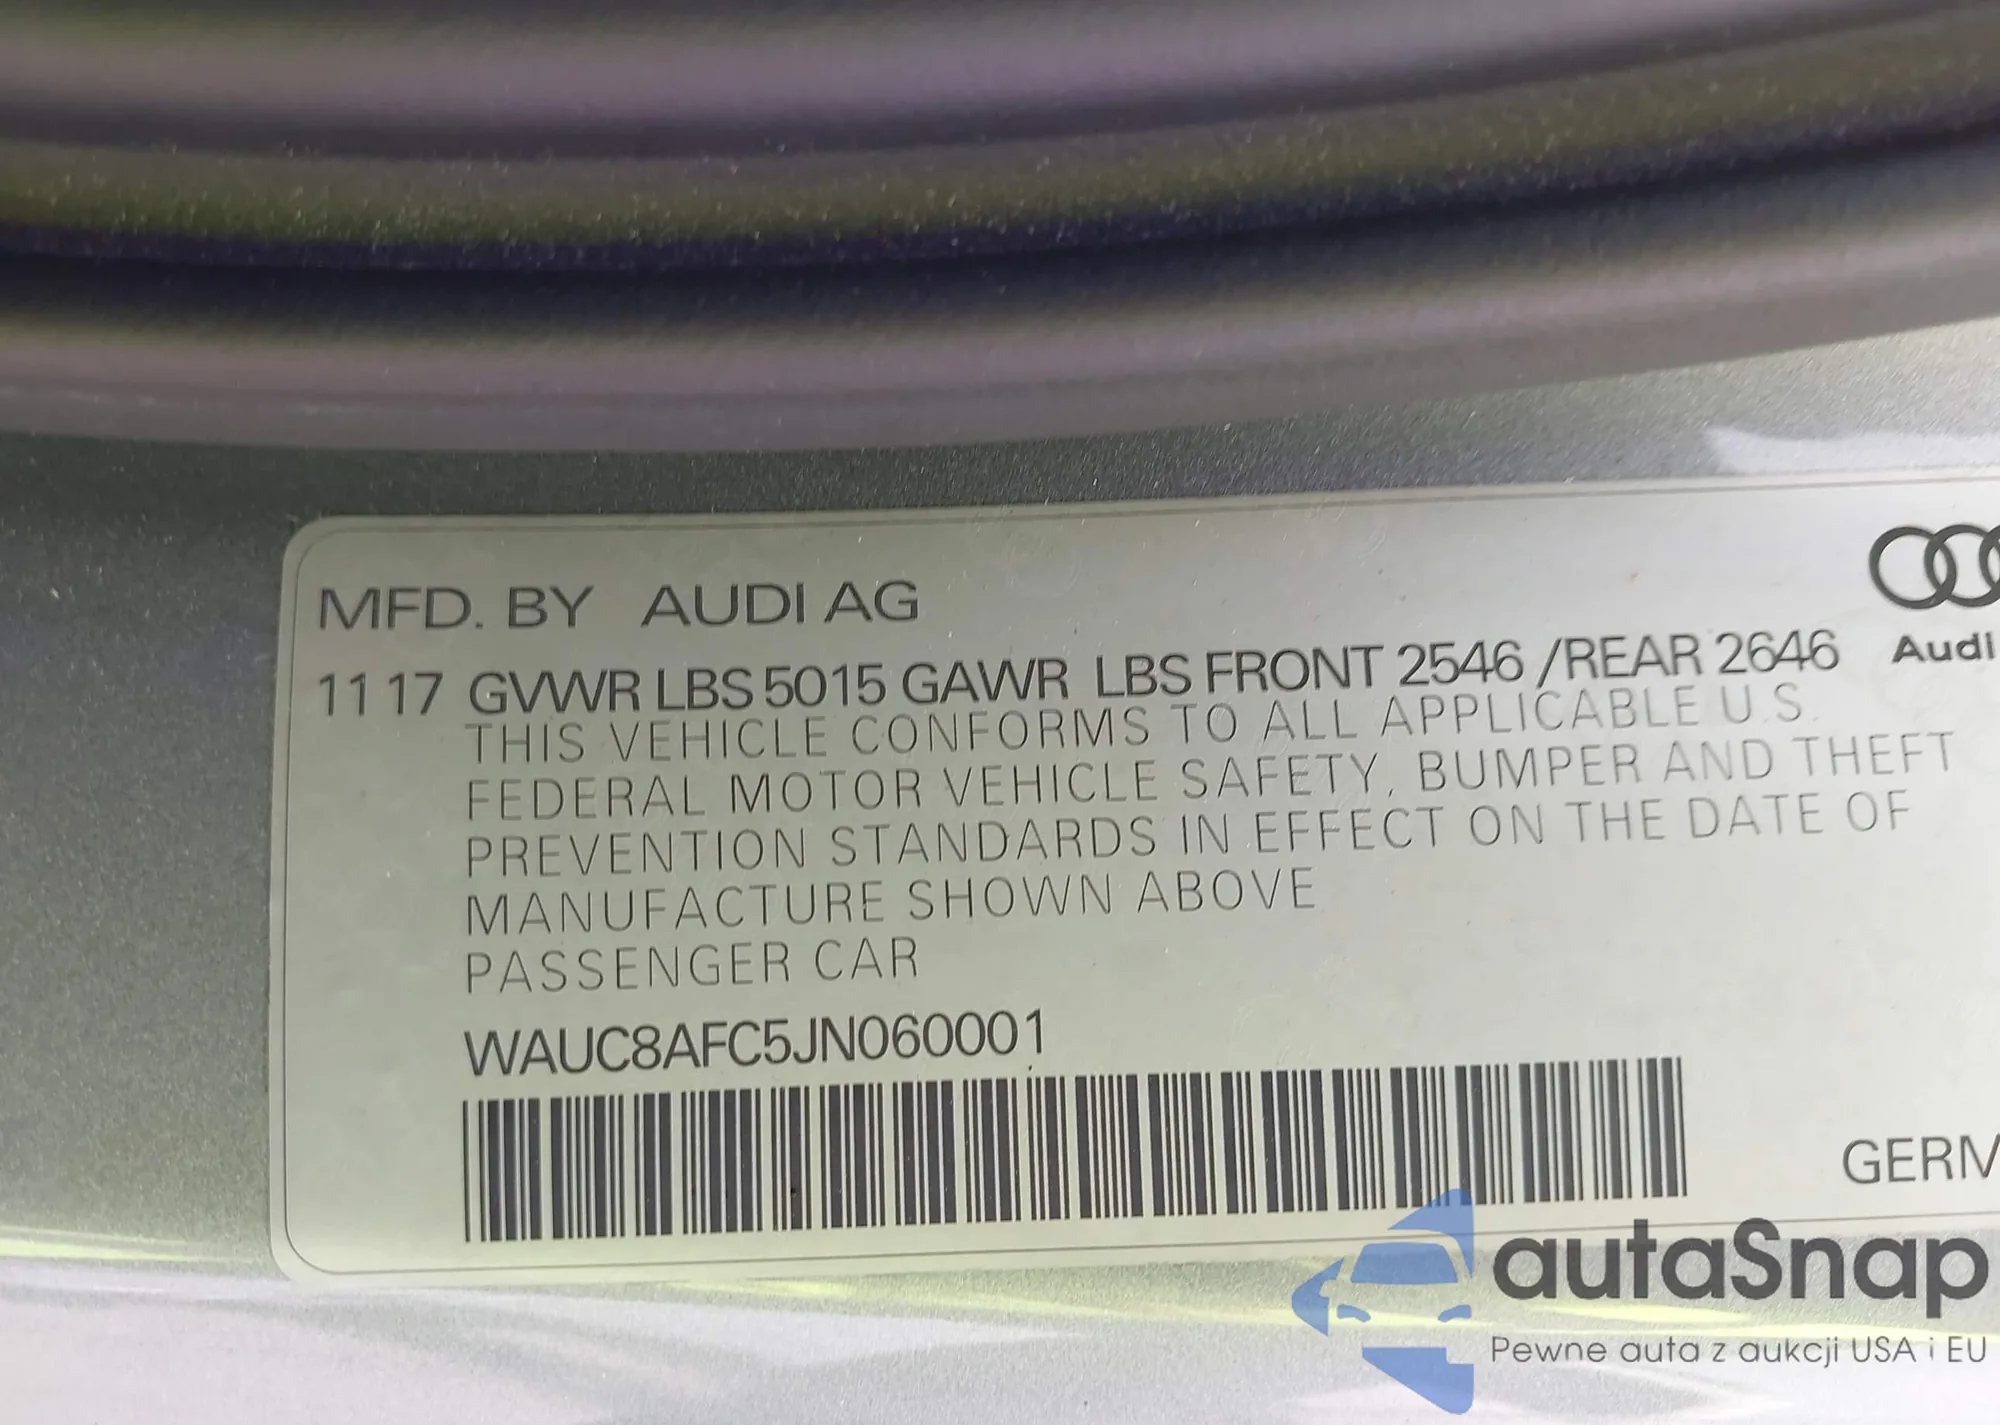 MFD. BY AUDI AG
11 17 GVWR LBS 5015 GAWR LBS FRONT 2546 /REAR 2646
Audi
THIS VEHICLE CONFORMS TO ALL APPLICABLE U.S.
FEDERAL MOTOR VEHICLE SAFETY, BUMPER AND THEFT
PREVENTION STANDARDS IN EFFECT ON THE DATE OF
MANUFACTURE SHOWN ABOVE
PASSENGER CAR
WAUC8AFC5JN060001
GERM
autaSnap
Pewne auta z aukcji USA i EU